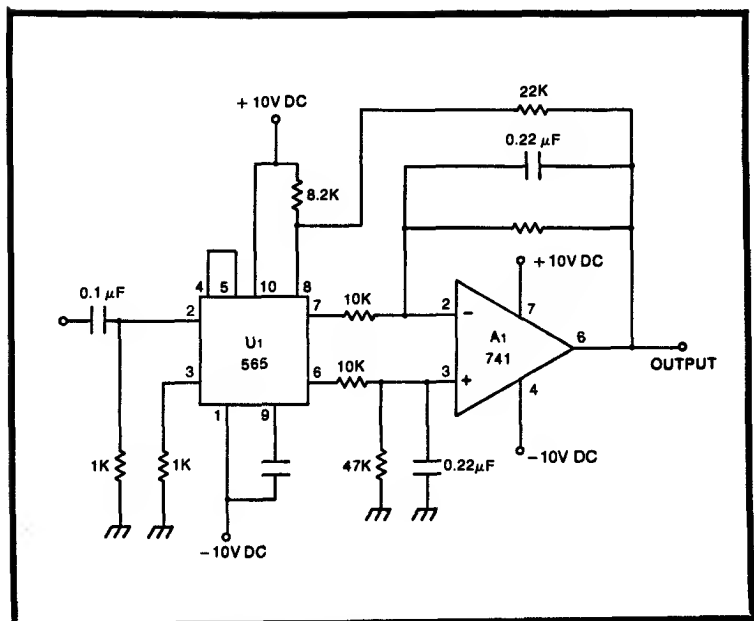 22K
+ 10V DC
0.22 µF
8.2K
0.1 µF
4 5 10 8
+10V DC
2 7 10K 2 − 7
U1
565
A1
741
6
OUTPUT
3 6 10K 3 + 4
1 9
1K 1K 47K 0.22µF −10V DC
−10V DC